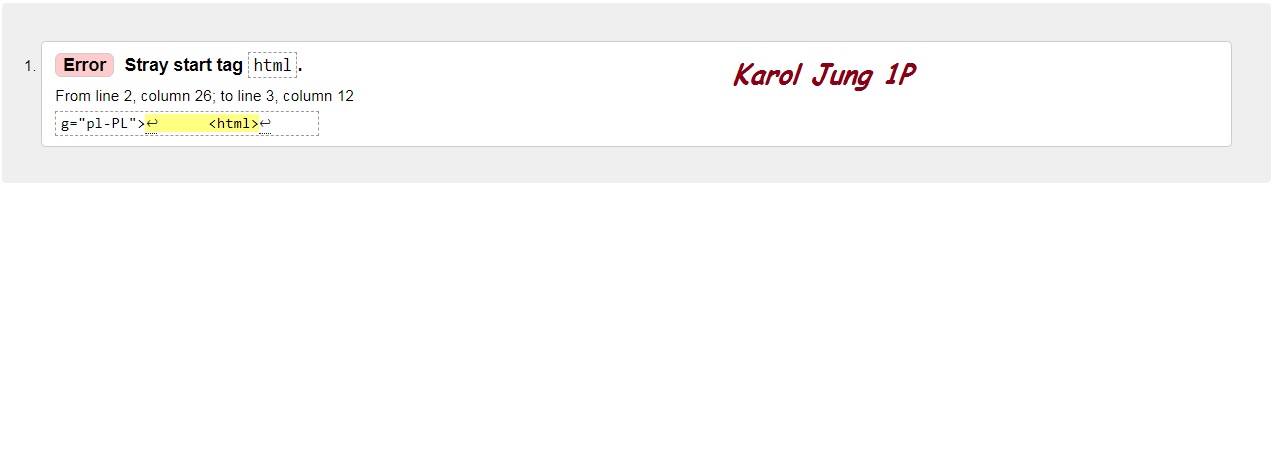 1. Error Stray start tag html.
Karol Jung 1P
From line 2, column 26; to line 3, column 12
g="pl-PL">↩ <html>↩